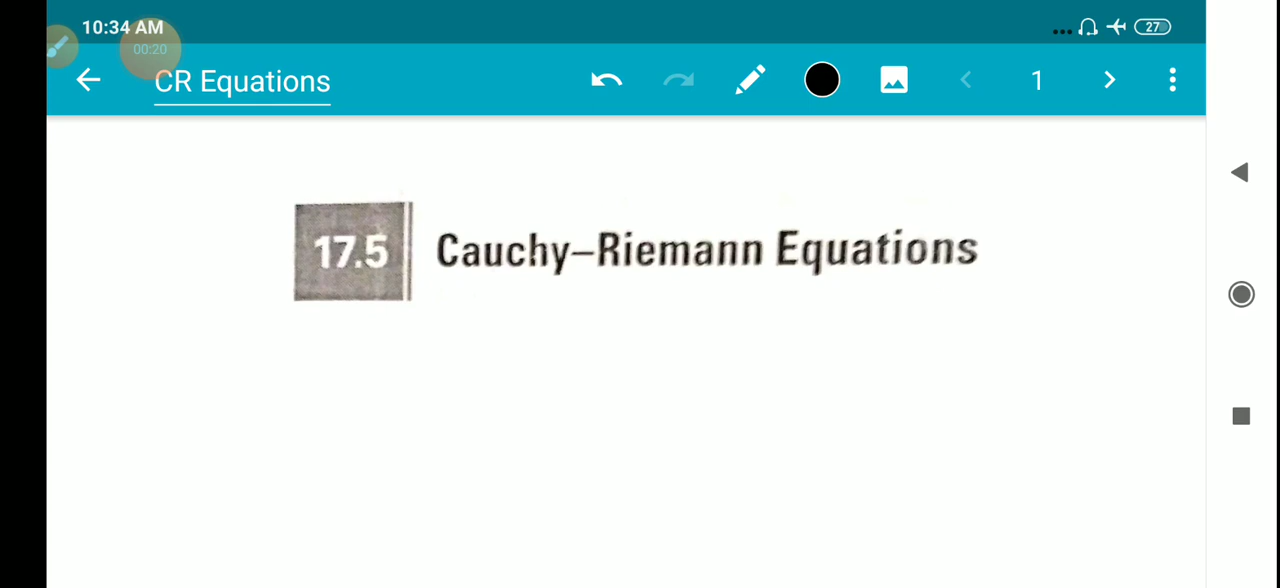 10:34 AM
27
00:20
CR Equations
1
17.5 Cauchy–Riemann Equations